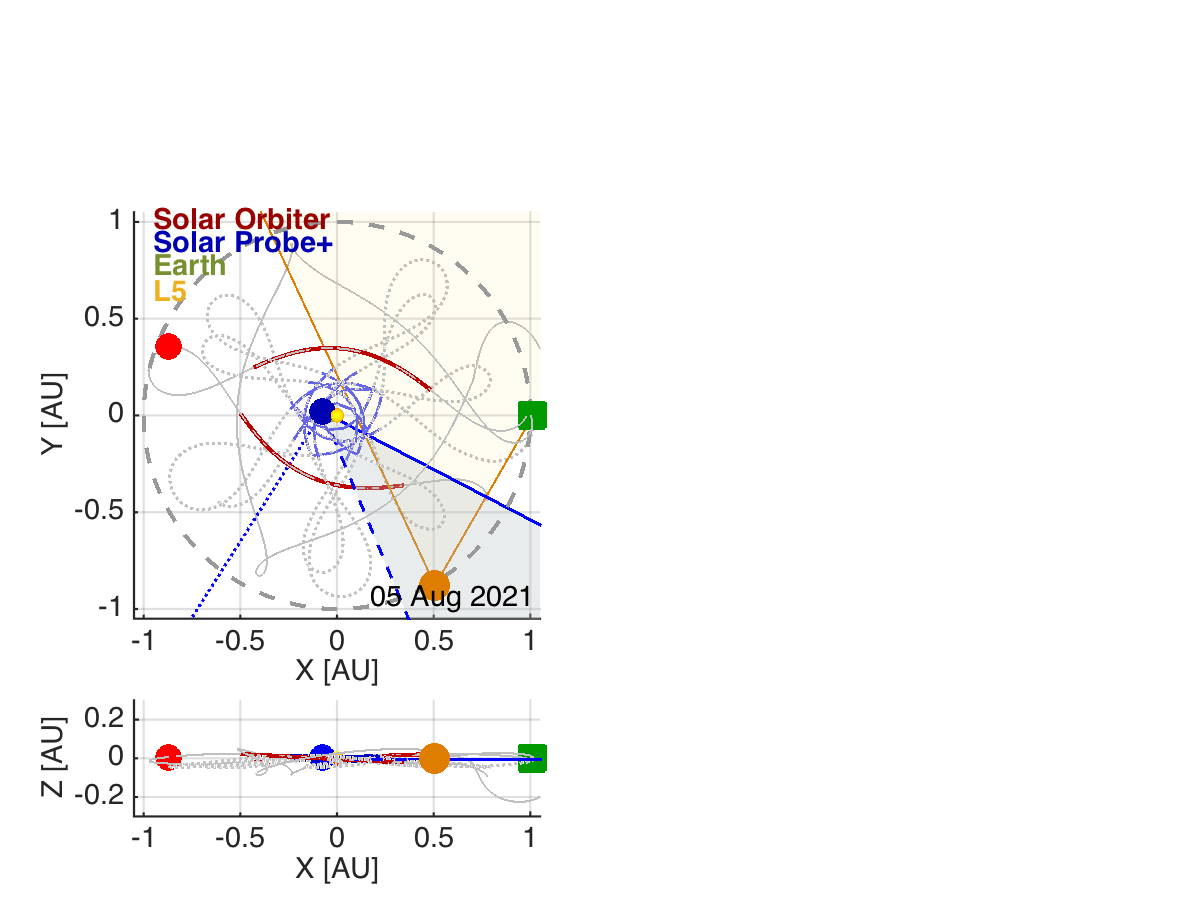 Solar Orbiter
Solar Probe+
Earth
L5
1
0.5
0
-0.5
-1
Y [AU]
05 Aug 2021
-1 -0.5 0 0.5 1
X [AU]
0.2
0
-0.2
Z [AU]
-1 -0.5 0 0.5 1
X [AU]